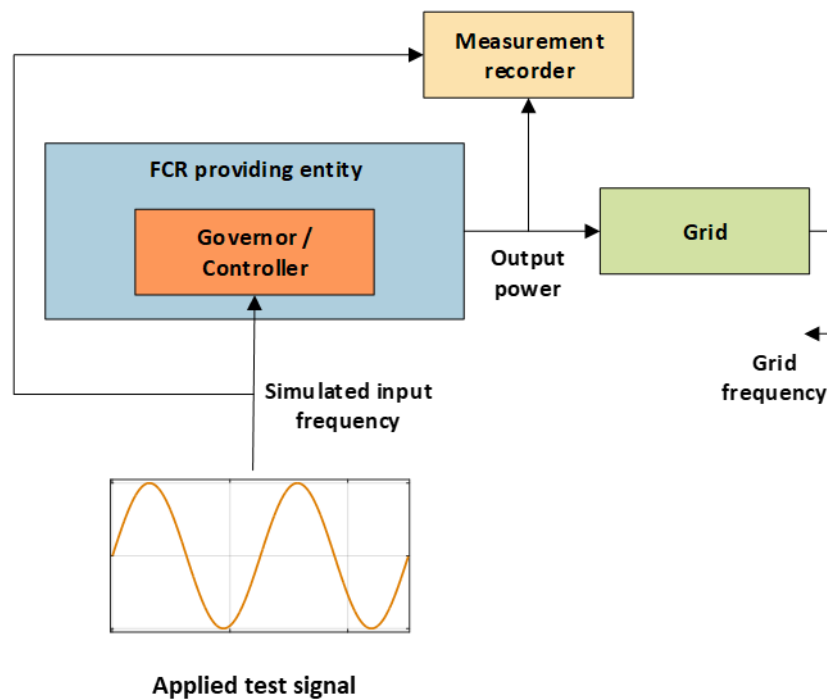 Measurement
recorder
FCR providing entity
Governor /
Controller
Grid
Output
power
Grid
frequency
Simulated input
frequency
Applied test signal